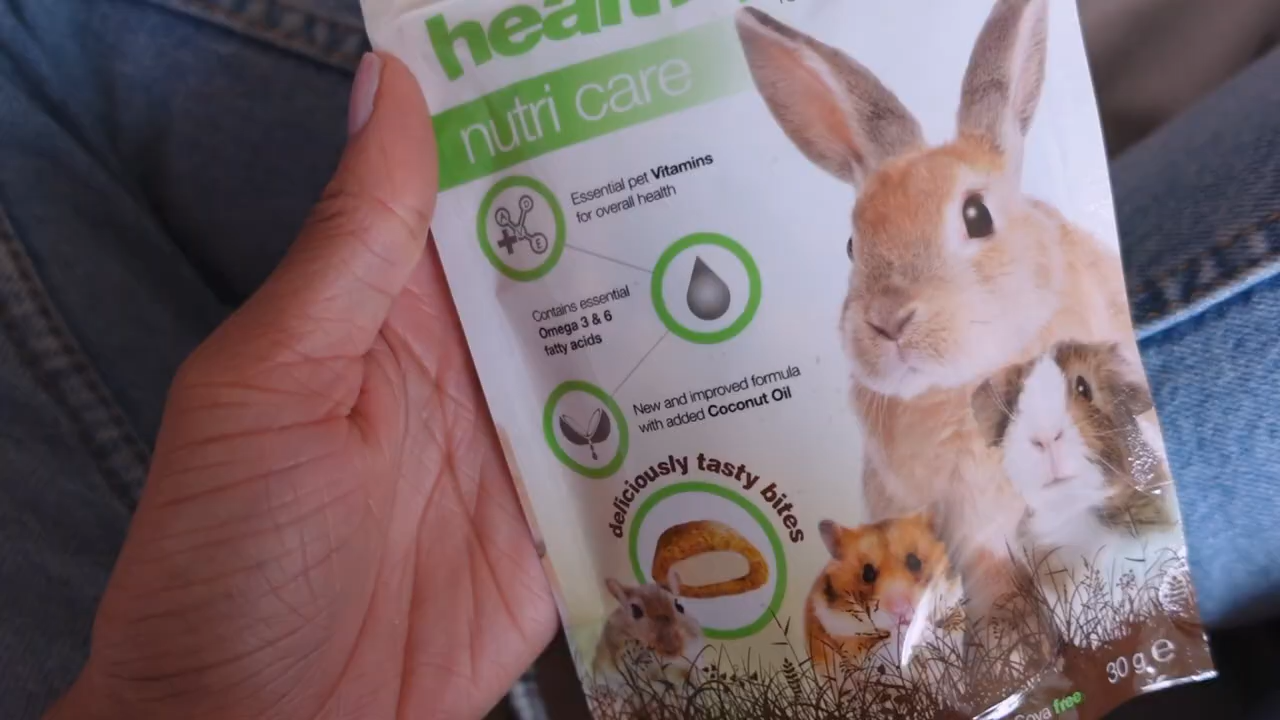 nutri care
Essential pet Vitamins
for overall health
Contains essential
Omega 3 & 6
fatty acids
New and improved formula
with added Coconut Oil
deliciously tasty bites
30 g e
free